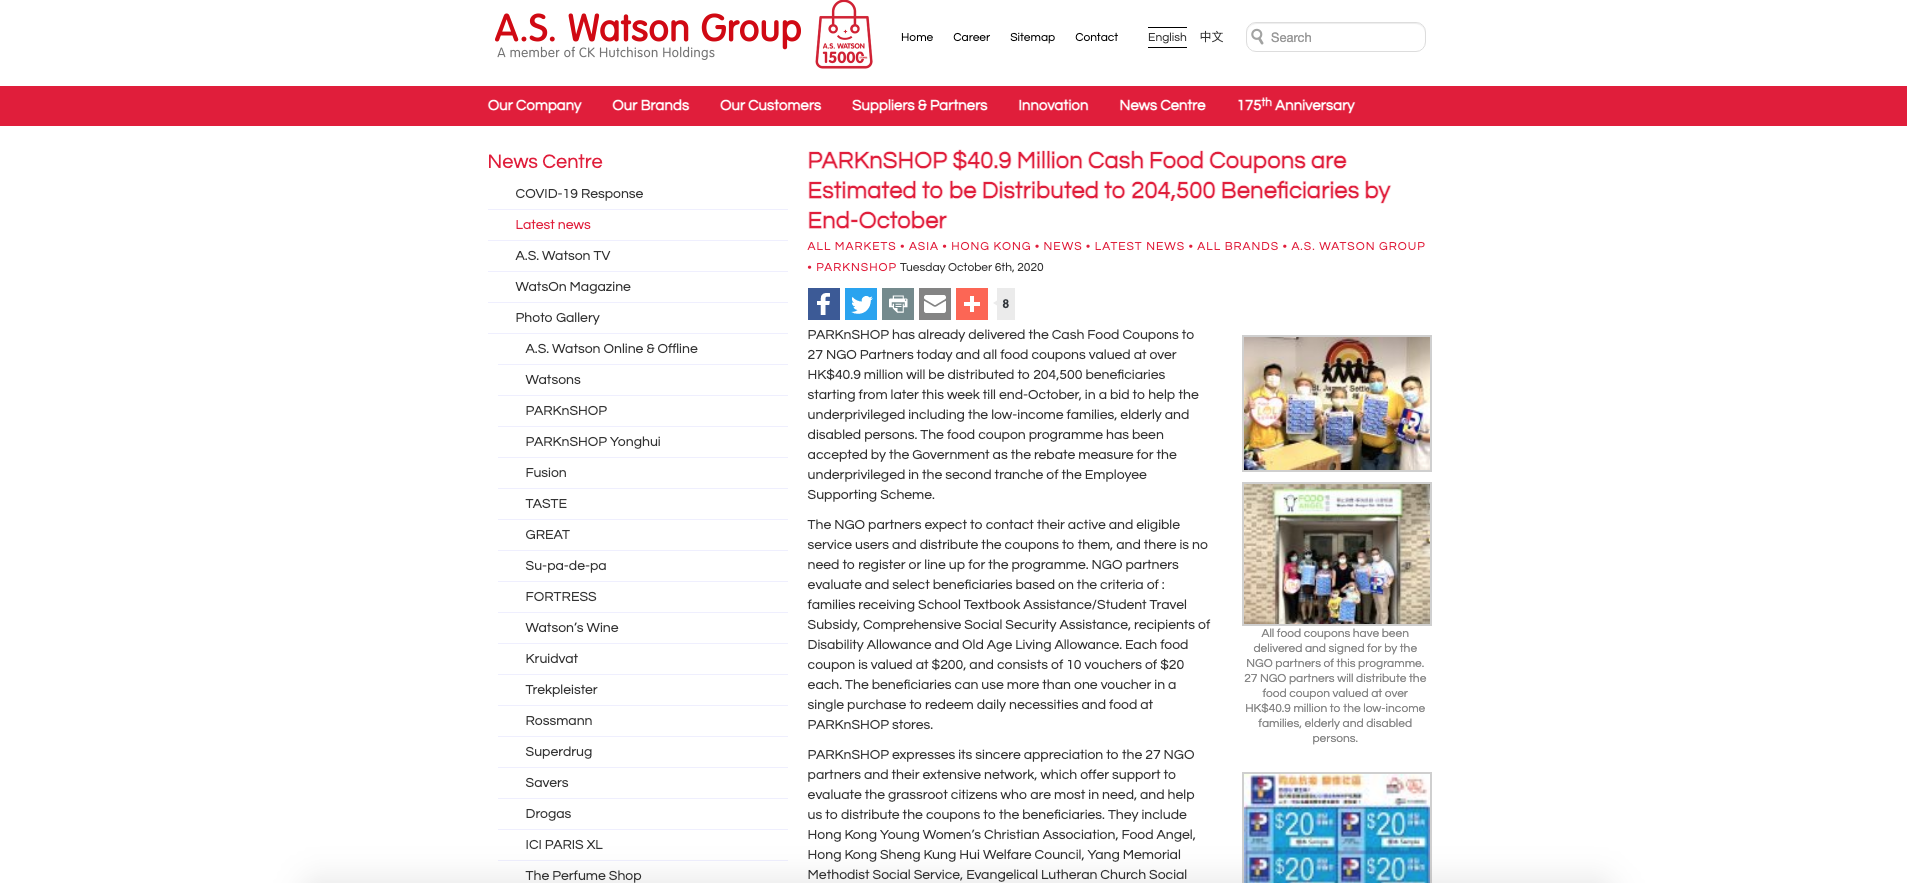 A.S. Watson Group
A member of CK Hutchison Holdings
A.S. WATSON
15000
Home Career Sitemap Contact English 中文 Search
Our Company Our Brands Our Customers Suppliers & Partners Innovation News Centre 175th Anniversary
News Centre
COVID-19 Response
Latest news
A.S. Watson TV
WatsOn Magazine
Photo Gallery
A.S. Watson Online & Offline
Watsons
PARKnSHOP
PARKnSHOP Yonghui
Fusion
TASTE
GREAT
Su-pa-de-pa
FORTRESS
Watson's Wine
Kruidvat
Trekpleister
Rossmann
Superdrug
Savers
Drogas
ICI PARIS XL
The Perfume Shop
PARKnSHOP $40.9 Million Cash Food Coupons are
Estimated to be Distributed to 204,500 Beneficiaries by
End-October
ALL MARKETS • ASIA • HONG KONG • NEWS • LATEST NEWS • ALL BRANDS • A.S. WATSON GROUP
• PARKNSHOP Tuesday October 6th, 2020
8
PARKnSHOP has already delivered the Cash Food Coupons to
27 NGO Partners today and all food coupons valued at over
HK$40.9 million will be distributed to 204,500 beneficiaries
starting from later this week till end-October, in a bid to help the
underprivileged including the low-income families, elderly and
disabled persons. The food coupon programme has been
accepted by the Government as the rebate measure for the
underprivileged in the second tranche of the Employee
Supporting Scheme.
The NGO partners expect to contact their active and eligible
service users and distribute the coupons to them, and there is no
need to register or line up for the programme. NGO partners
evaluate and select beneficiaries based on the criteria of :
families receiving School Textbook Assistance/Student Travel
Subsidy, Comprehensive Social Security Assistance, recipients of
Disability Allowance and Old Age Living Allowance. Each food
coupon is valued at $200, and consists of 10 vouchers of $20
each. The beneficiaries can use more than one voucher in a
single purchase to redeem daily necessities and food at
PARKnSHOP stores.
PARKnSHOP expresses its sincere appreciation to the 27 NGO
partners and their extensive network, which offer support to
evaluate the grassroot citizens who are most in need, and help
us to distribute the coupons to the beneficiaries. They include
Hong Kong Young Women's Christian Association, Food Angel,
Hong Kong Sheng Kung Hui Welfare Council, Yang Memorial
Methodist Social Service, Evangelical Lutheran Church Social
St. James' Settle
FOOD
ANGEL
All food coupons have been
delivered and signed for by the
NGO partners of this programme.
27 NGO partners will distribute the
food coupon valued at over
HK$40.9 million to the low-income
families, elderly and disabled
persons.
$20 $20
Sample Sample
$20 $20